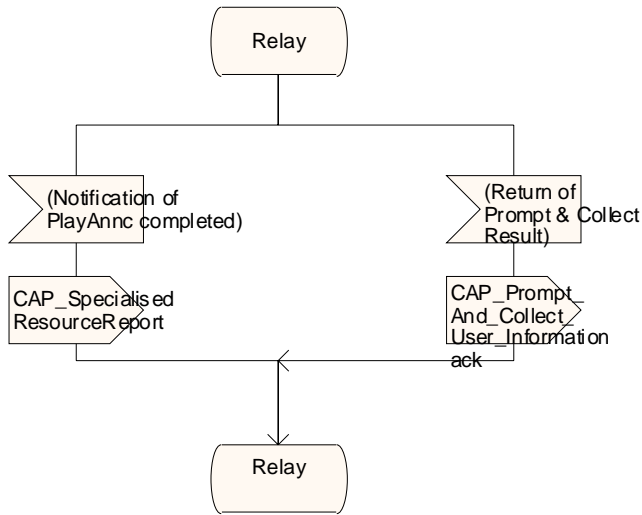 Relay
(Notification of
PlayAnnc completed)
(Return of
Prompt & Collect
Result)
CAP_Specialised
ResourceReport
CAP_Prompt_
And_Collect_
User_Information
ack
Relay